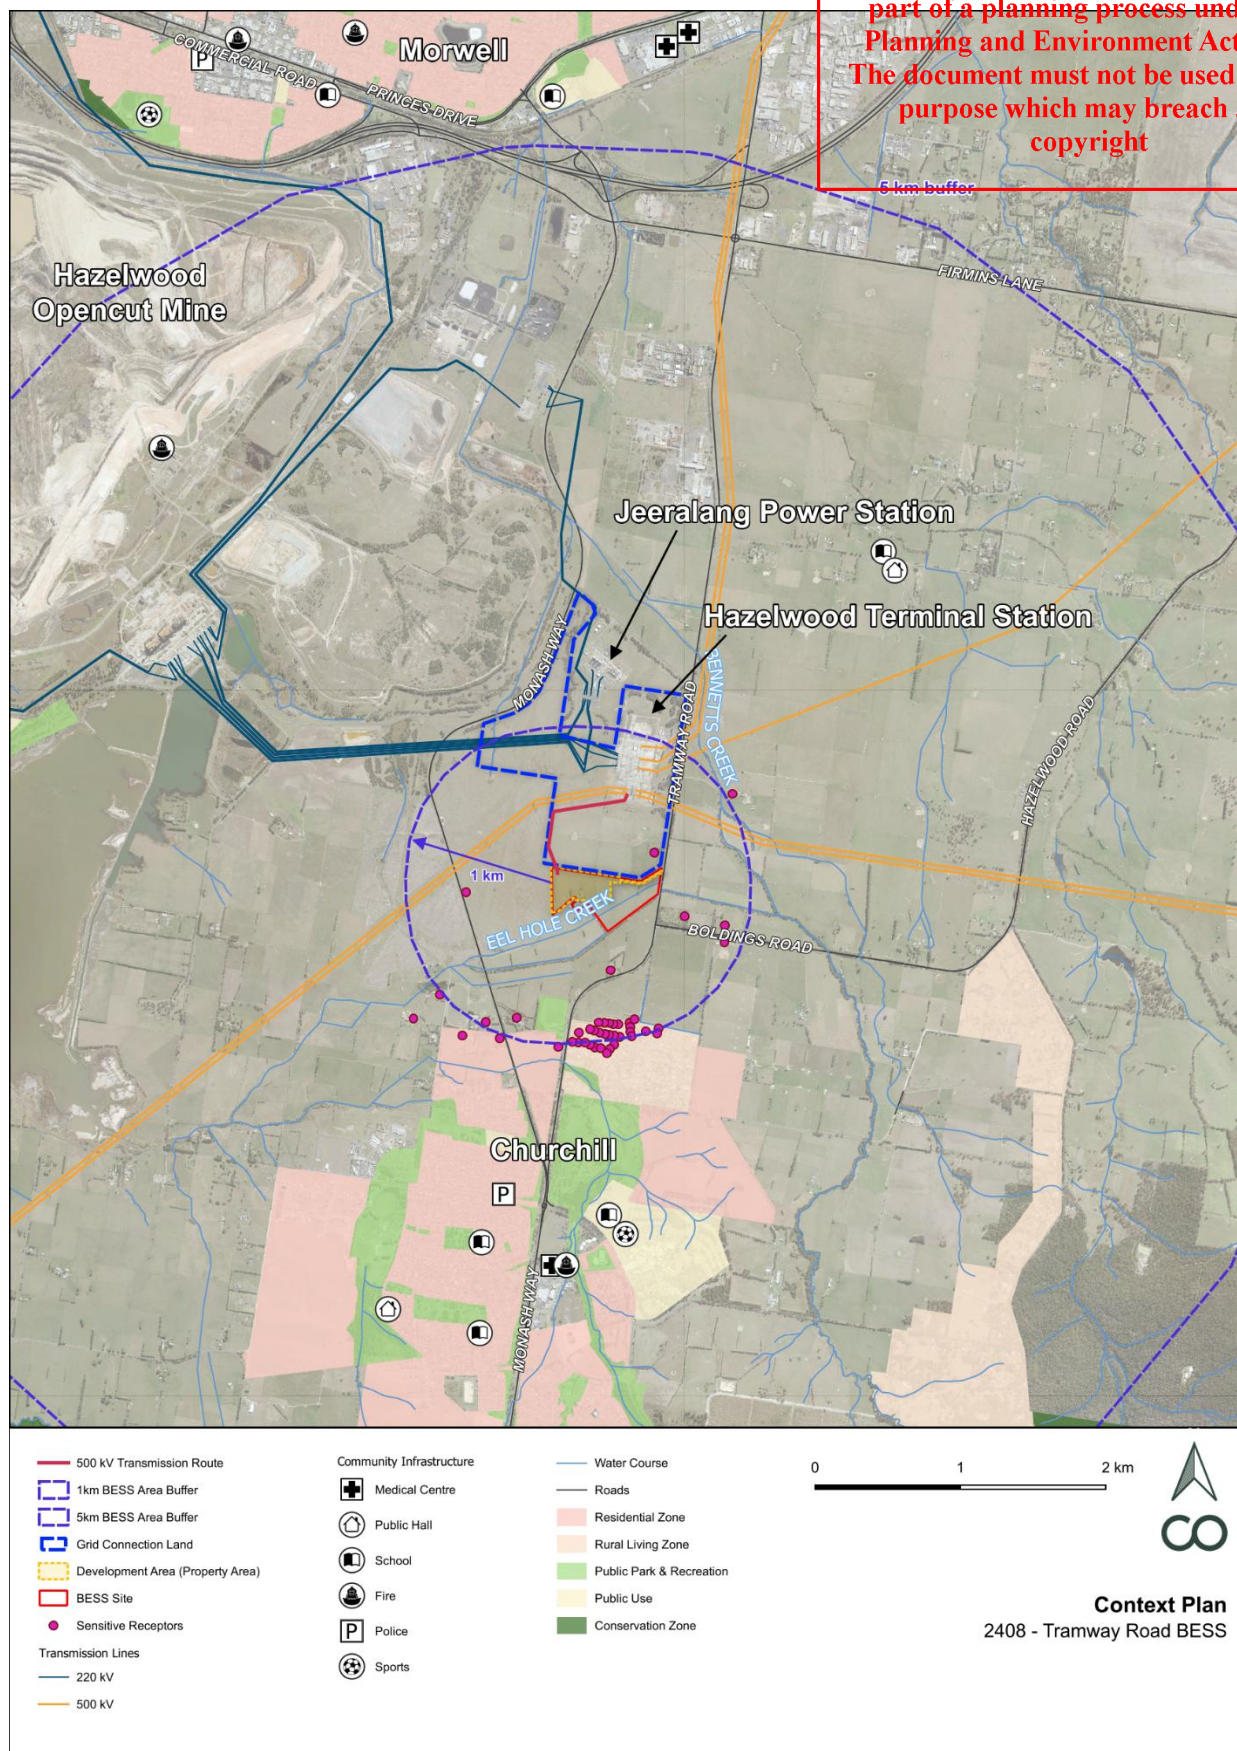 part of a planning process und
Planning and Environment Act
The document must not be used
purpose which may breach
copyright
Morwell
P
COMMERCIAL ROAD
PRINCES DRIVE
5 km buffer
Hazelwood
Opencut Mine
FIRMINS LANE
Jeeralang Power Station
Hazelwood Terminal Station
MONASH WAY
BENNETTS CREEK
TRAMWAY ROAD
HAZELWOOD ROAD
1 km
EEL HOLE CREEK
BOLDINGS ROAD
Churchill
P
MONASH WAY
500 kV Transmission Route
1km BESS Area Buffer
5km BESS Area Buffer
Grid Connection Land
Development Area (Property Area)
BESS Site
Sensitive Receptors
Transmission Lines
220 kV
500 kV
Community Infrastructure
Medical Centre
Public Hall
School
Fire
P Police
Sports
Water Course
Roads
Residential Zone
Rural Living Zone
Public Park & Recreation
Public Use
Conservation Zone
0 1 2 km
CO
Context Plan
2408 - Tramway Road BESS